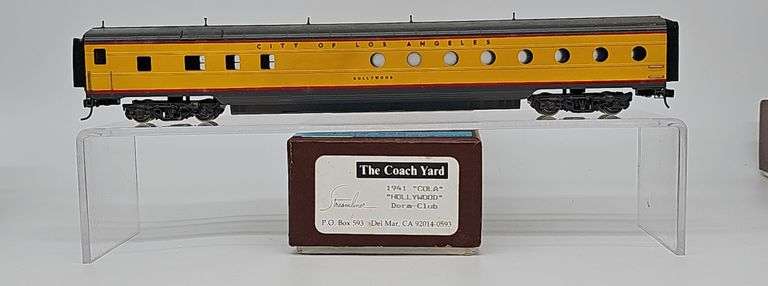 CITY OF LOS ANGELES
HOLLYWOOD
The Coach Yard
1941 "COLA"
"HOLLYWOOD"
Dorm-Club
Streamliner
P.O. Box 593 Del Mar, CA 92014-0593